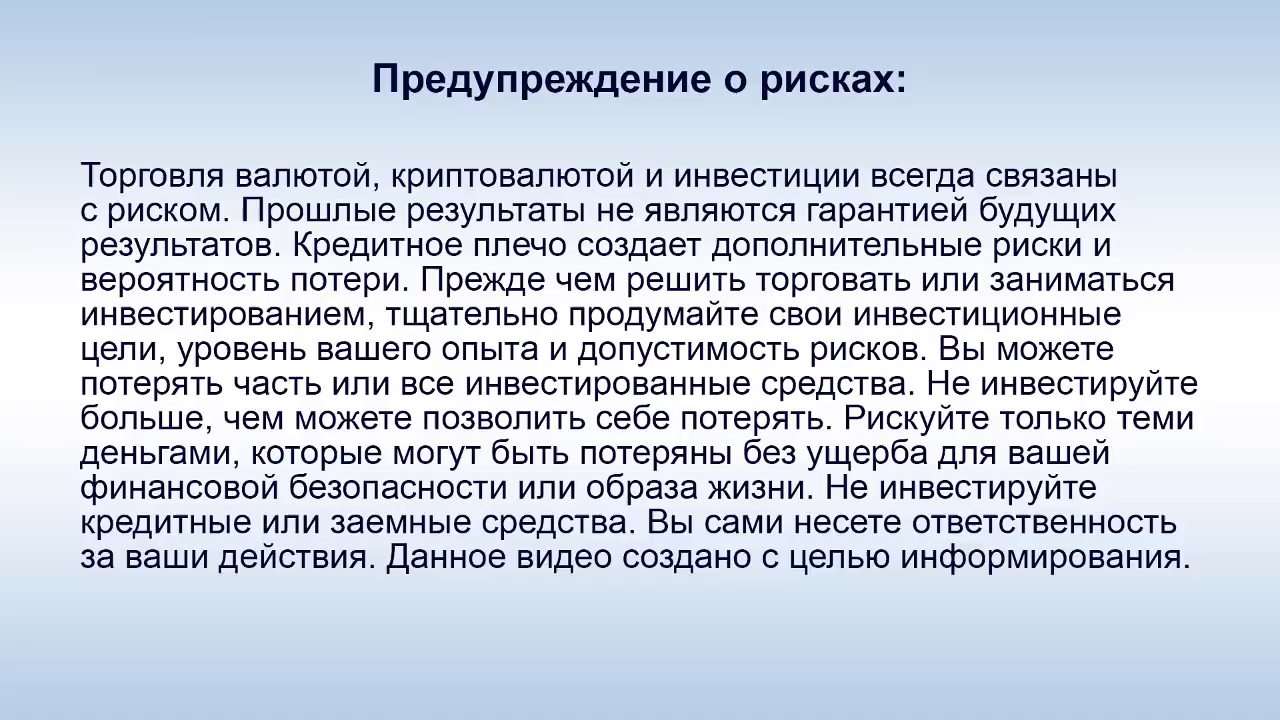 Предупреждение о рисках:
Торговля валютой, криптовалютой и инвестиции всегда связаны
с риском. Прошлые результаты не являются гарантией будущих
результатов. Кредитное плечо создает дополнительные риски и
вероятность потери. Прежде чем решить торговать или заниматься
инвестированием, тщательно продумайте свои инвестиционные
цели, уровень вашего опыта и допустимость рисков. Вы можете
потерять часть или все инвестированные средства. Не инвестируйте
больше, чем можете позволить себе потерять. Рискуйте только теми
деньгами, которые могут быть потеряны без ущерба для вашей
финансовой безопасности или образа жизни. Не инвестируйте
кредитные или заемные средства. Вы сами несете ответственность
за ваши действия. Данное видео создано с целью информирования.